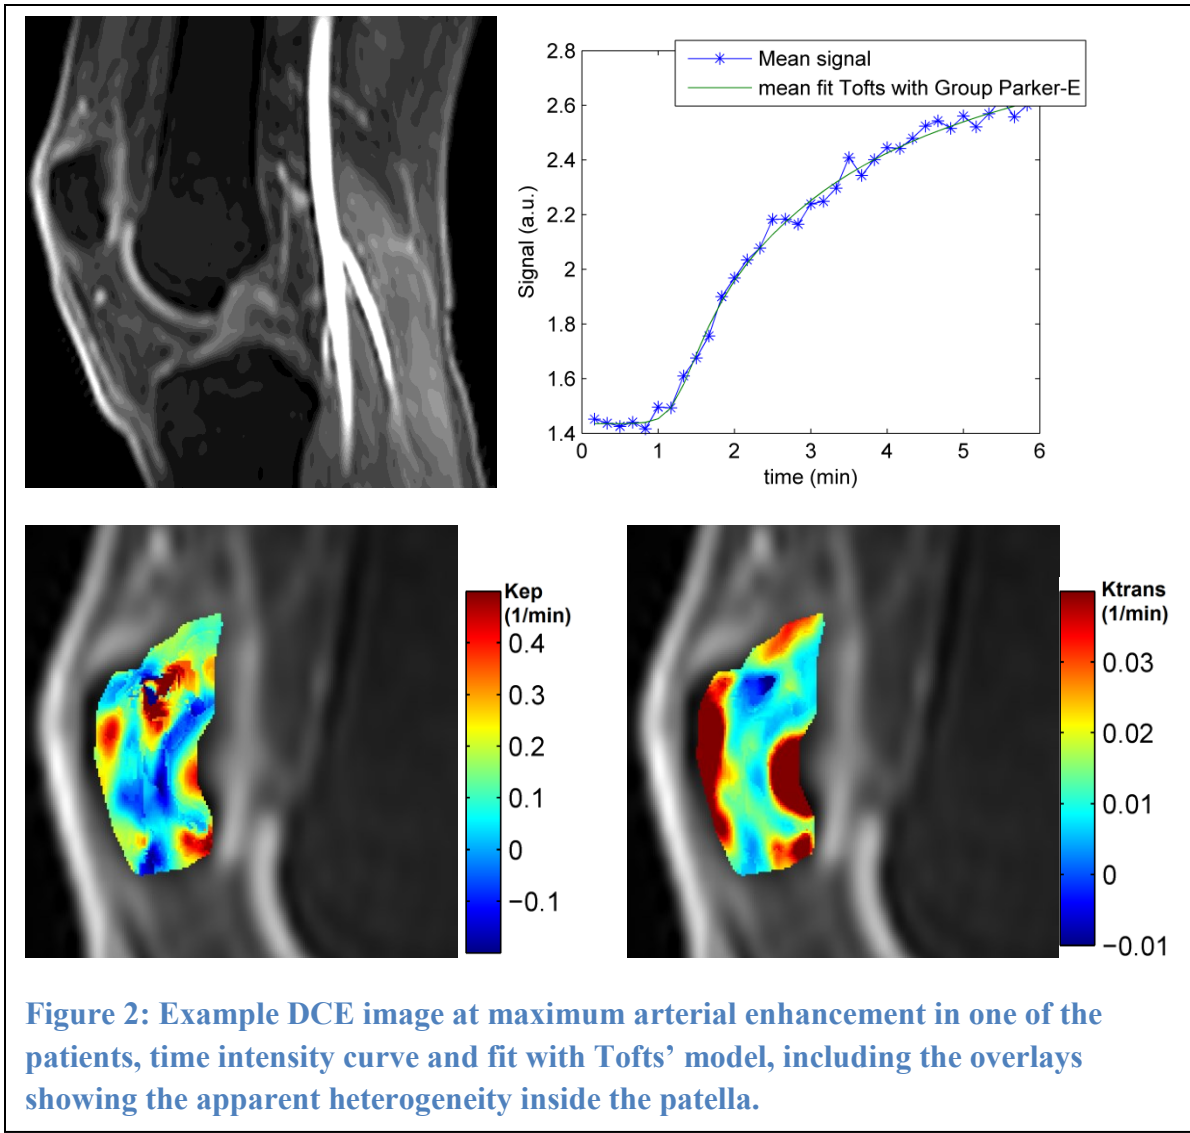 2.8
2.6
2.4
2.2
2
1.8
1.6
1.4
Signal (a.u.)
Mean signal
mean fit Tofts with Group Parker-E
0 1 2 3 4 5 6
time (min)
Kep
(1/min)
0.4
0.3
0.2
0.1
0
−0.1
Ktrans
(1/min)
0.03
0.02
0.01
0
−0.01
Figure 2: Example DCE image at maximum arterial enhancement in one of the
patients, time intensity curve and fit with Tofts’ model, including the overlays
showing the apparent heterogeneity inside the patella.